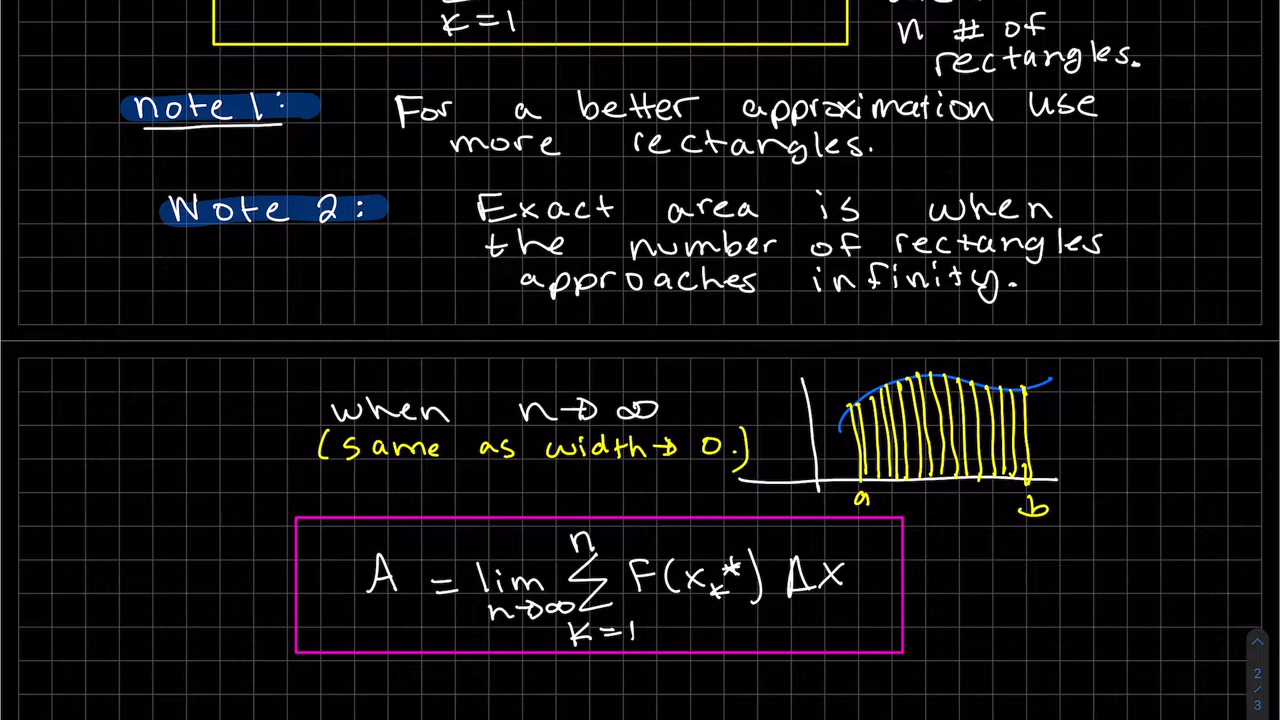 K = 1
n # of
rectangles.
note 1: For a better approximation use
more rectangles.
Note 2: Exact area is when
the number of rectangles
approaches infinity.
when n → ∞
(same as width → 0.)
a b
A = lim n→∞ ∑ k=1 n F(x_k*) Δx
2
/
3